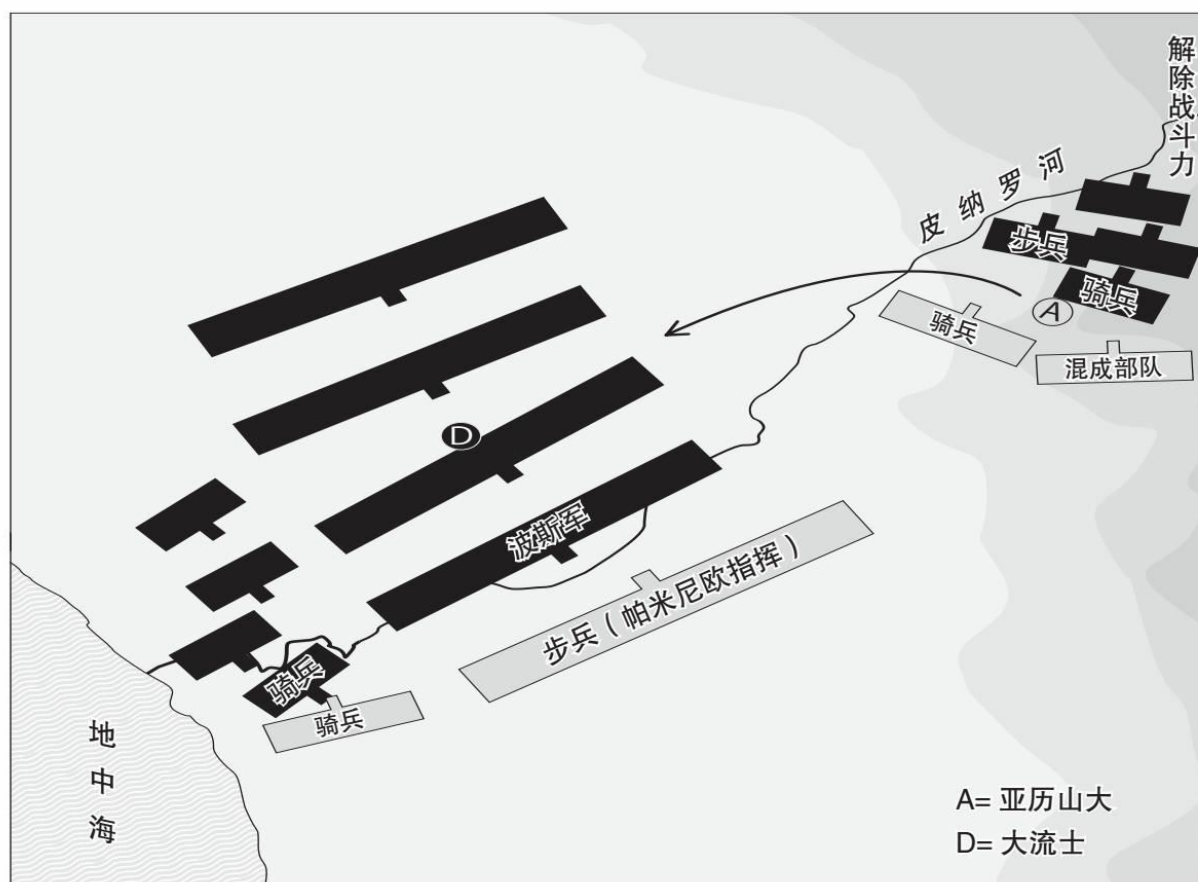 解除战斗力
皮纳罗河
步兵
骑兵
A
骑兵
混成部队
D
波斯军
步兵（帕米尼欧指挥）
骑兵
骑兵
地中海
A= 亚历山大
D= 大流士